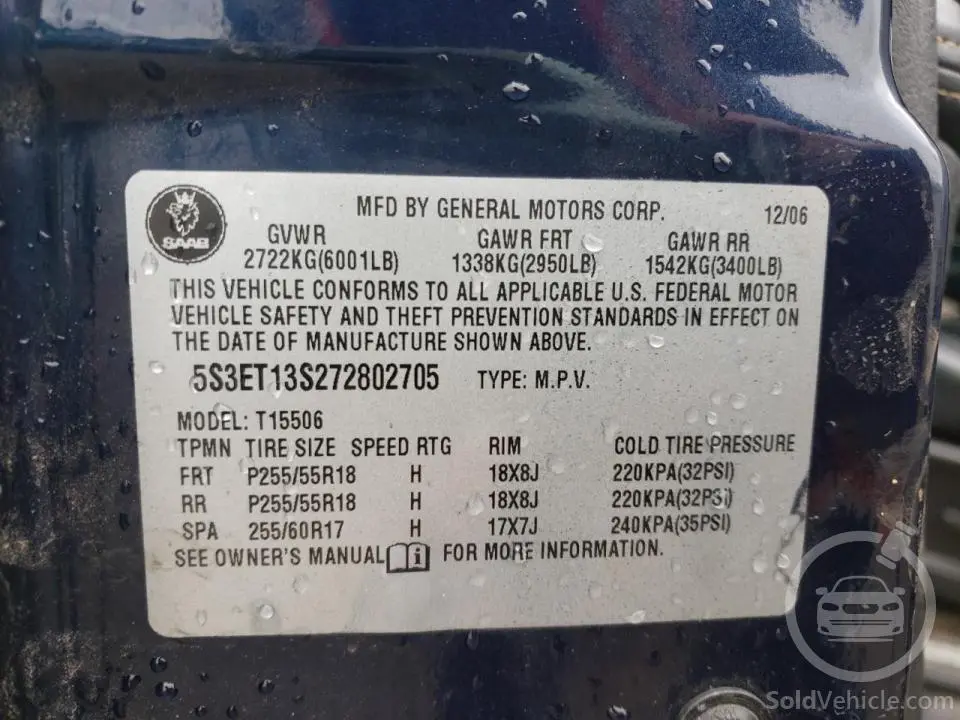 SAAB
MFD BY GENERAL MOTORS CORP. 12/06
GVWR GAWR FRT GAWR RR
2722KG(6001LB) 1338KG(2950LB) 1542KG(3400LB)
THIS VEHICLE CONFORMS TO ALL APPLICABLE U.S. FEDERAL MOTOR
VEHICLE SAFETY AND THEFT PREVENTION STANDARDS IN EFFECT ON
THE DATE OF MANUFACTURE SHOWN ABOVE.
5S3ET13S272802705 TYPE: M.P.V.
MODEL: T15506
TPMN TIRE SIZE SPEED RTG RIM COLD TIRE PRESSURE
FRT P255/55R18 H 18X8J 220KPA(32PSI)
RR P255/55R18 H 18X8J 220KPA(32PSI)
SPA 255/60R17 H 17X7J 240KPA(35PSI)
SEE OWNER'S MANUAL i FOR MORE INFORMATION.
SoldVehicle.com